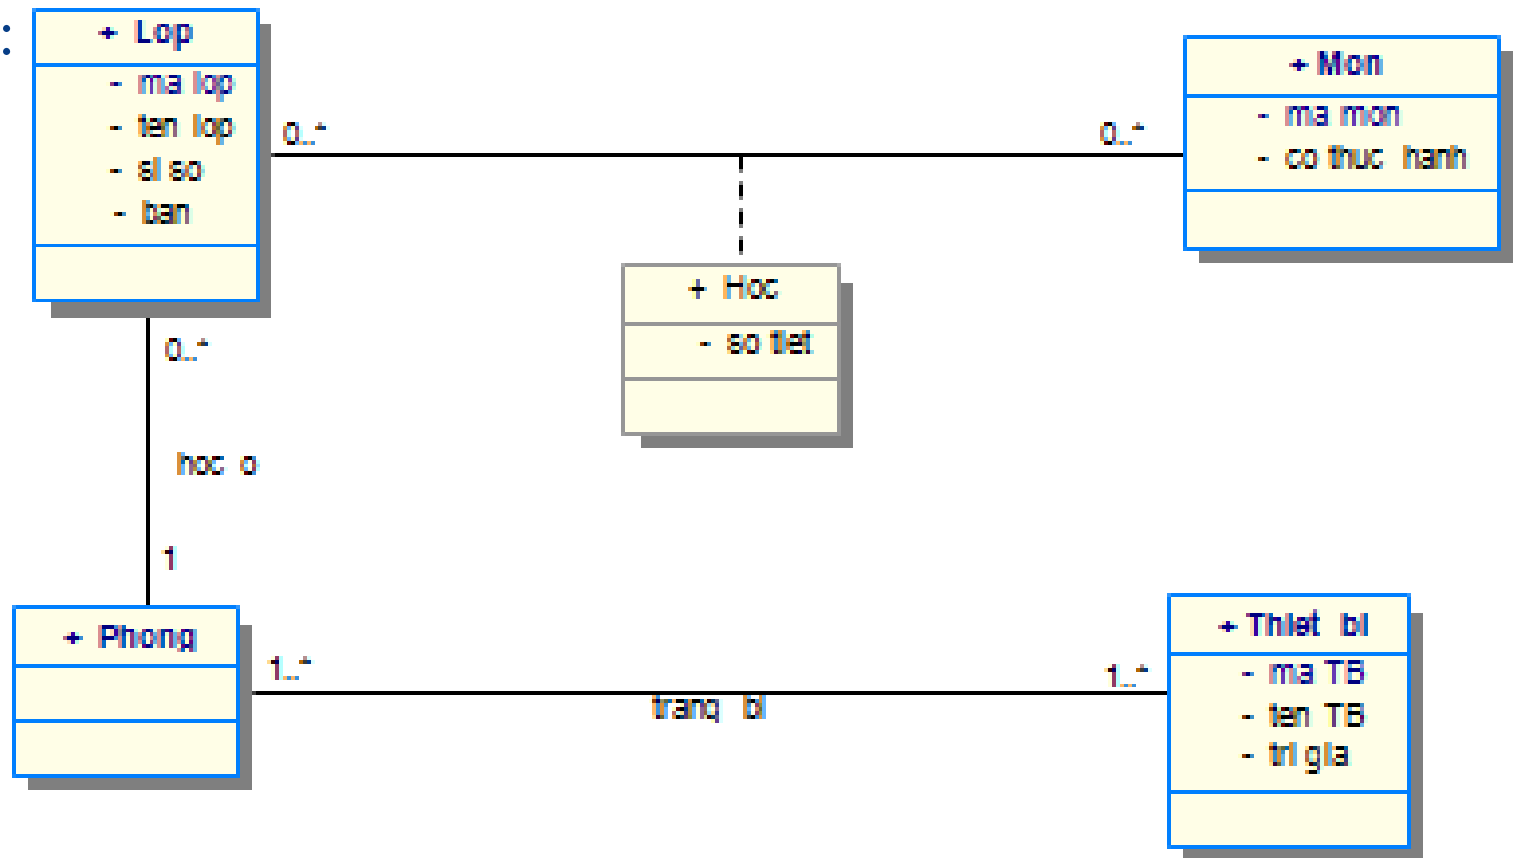 :
+ Lop
- ma lop
- ten lop
- si so
- ban
0..*
0..*
+ Mon
- ma mon
- co thuc hanh
+ Hoc
- so tiet
0..*
hoc o
1
+ Phong
1..*
trang bi
1..*
+ Thiet bi
- ma TB
- ten TB
- tri gia